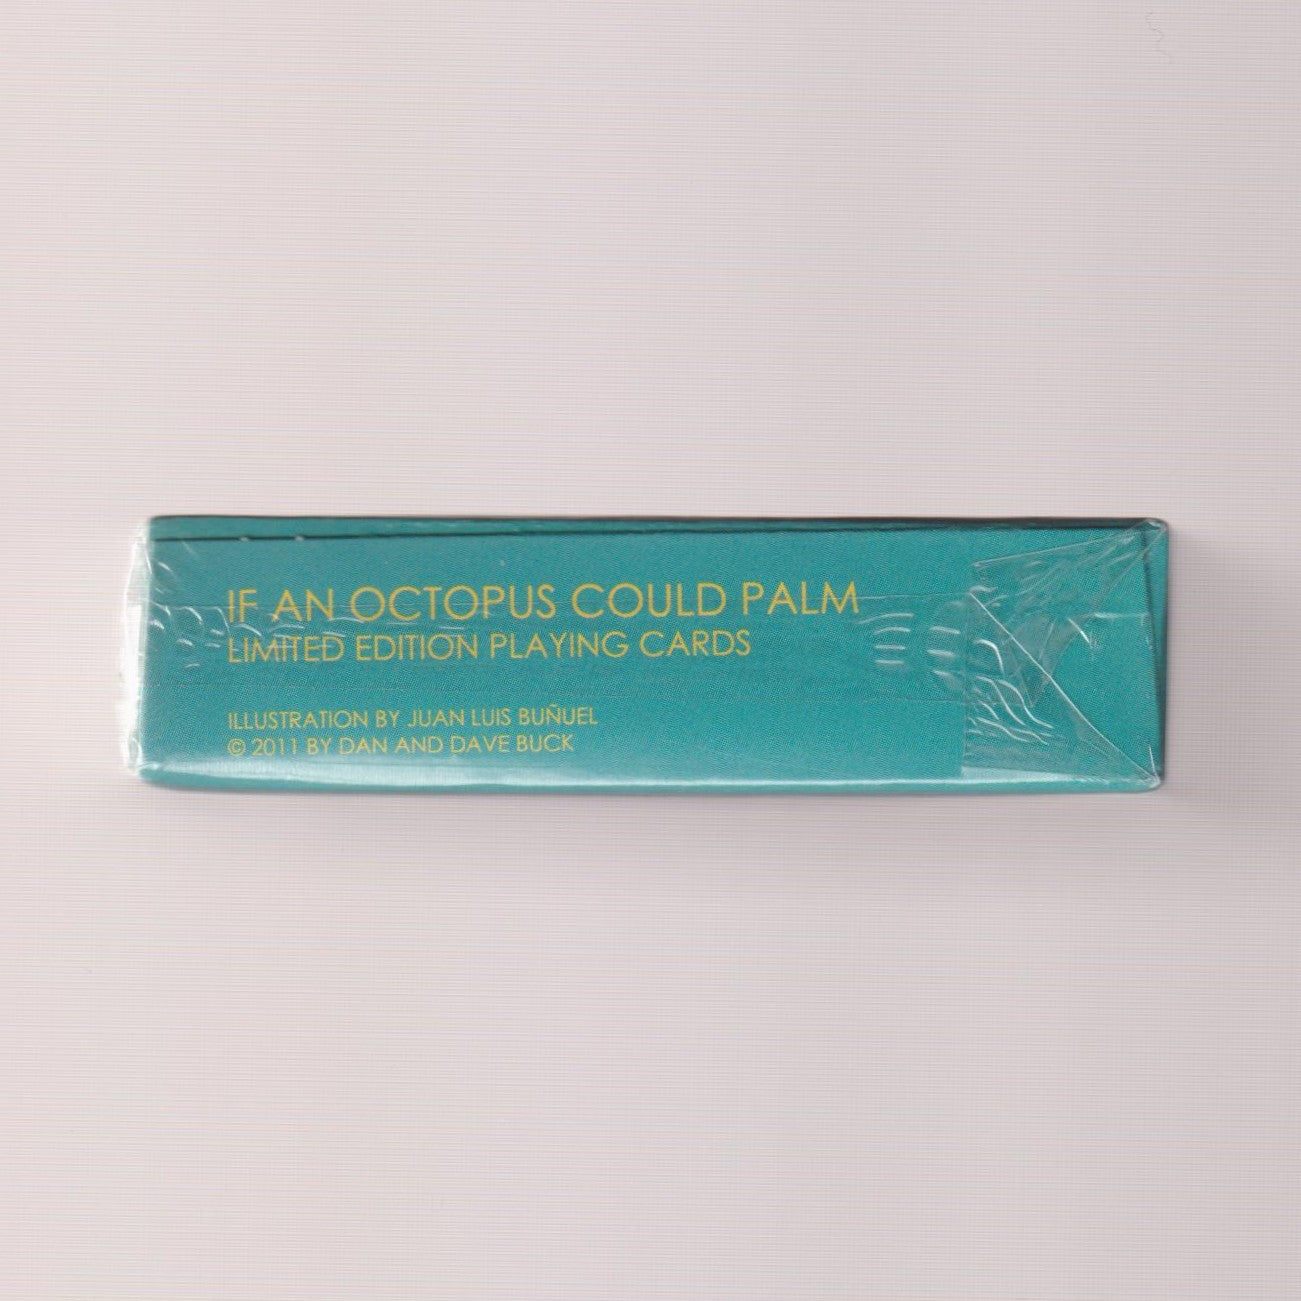 IF AN OCTOPUS COULD PALM
LIMITED EDITION PLAYING CARDS
ILLUSTRATION BY JUAN LUIS BUÑUEL
© 2011 BY DAN AND DAVE BUCK